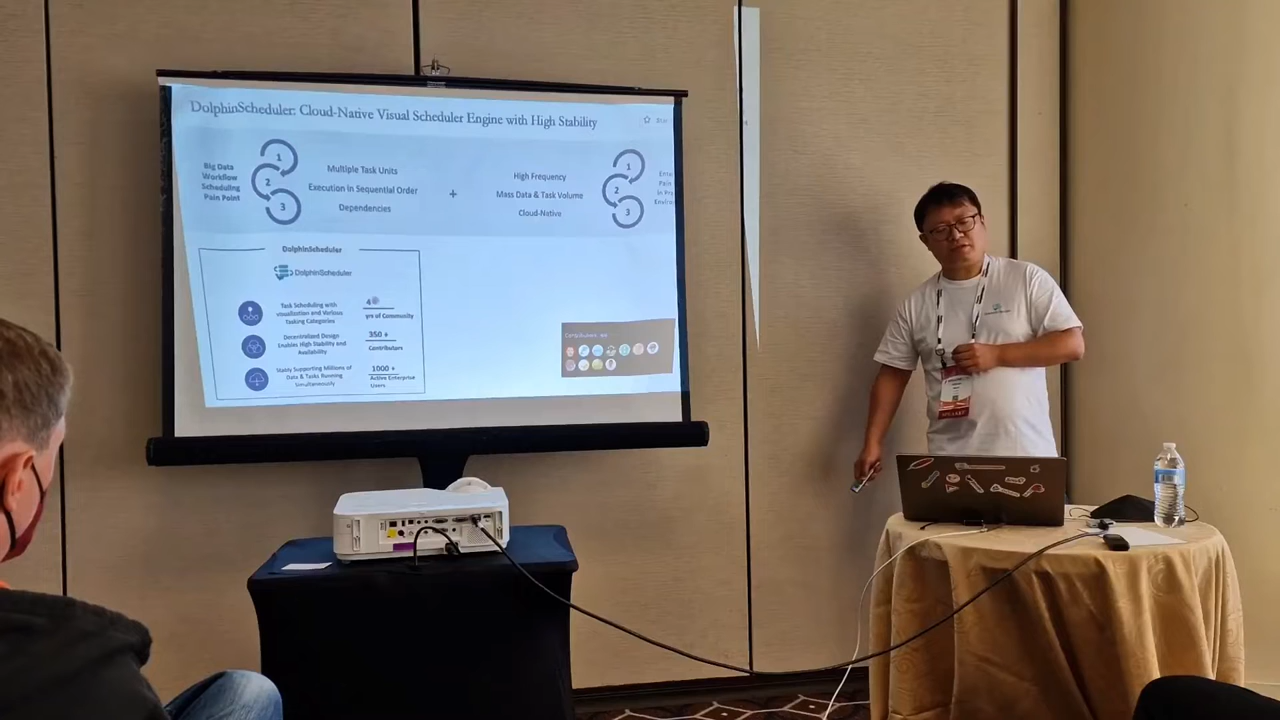 DolphinScheduler: Cloud-Native Visual Scheduler Engine with High Stability
Big Data
Workflow
Scheduling
Pain Point
1
2
3
Multiple Task Units
Execution in Sequential Order
Dependencies
+
High Frequency
Mass Data & Task Volume
Cloud-Native
1
2
3
Pain
DolphinScheduler
DolphinScheduler
Task Scheduling with
visualization and Various
Tasking Categories
4
yrs of Community
Decentralized Design
Enables High Stability and
Availability
350 +
Contributors
Stably Supporting Millions of
Data & Tasks Running
Simultaneously
1000 +
Active Enterprise
Users
SPEAKER